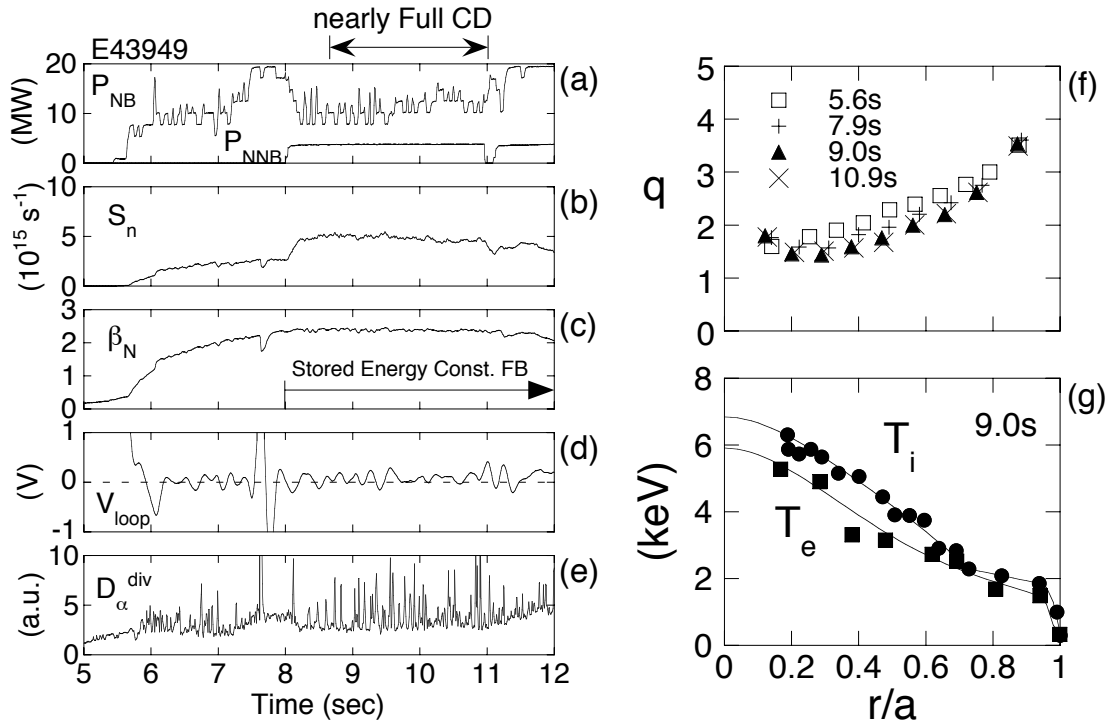 nearly Full CD
E43949
20
10
0
(MW)
P_NB
P_NNB
(a)
10
5
0
(10^15 s^-1)
S_n
(b)
3
2
1
0
β_N
Stored Energy Const. FB
(c)
1
0
-1
(V)
V_loop
(d)
10
5
0
(a.u.)
D_α^div
(e)
5 6 7 8 9 10 11 12
Time (sec)
5
4
3
2
1
0
q
5.6s
7.9s
9.0s
10.9s
(f)
8
6
4
2
0
(keV)
9.0s
T_i
T_e
(g)
0 0.2 0.4 0.6 0.8 1
r/a